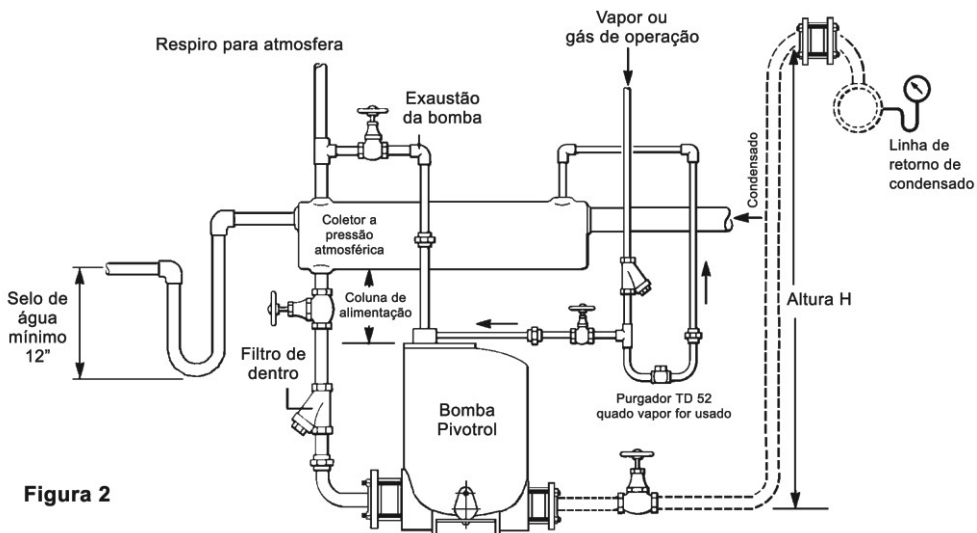 Vapor ou
gás de operação
Respiro para atmosfera
Exaustão
da bomba
Linha de
retorno de
condensado
Condensado
Coletor a
pressão
atmosférica
Selo de
água
mínimo
12"
Coluna de
alimentação
Altura H
Filtro de
dentro
Purgador TD 52
quado vapor for usado
Bomba
Pivotrol
Figura 2